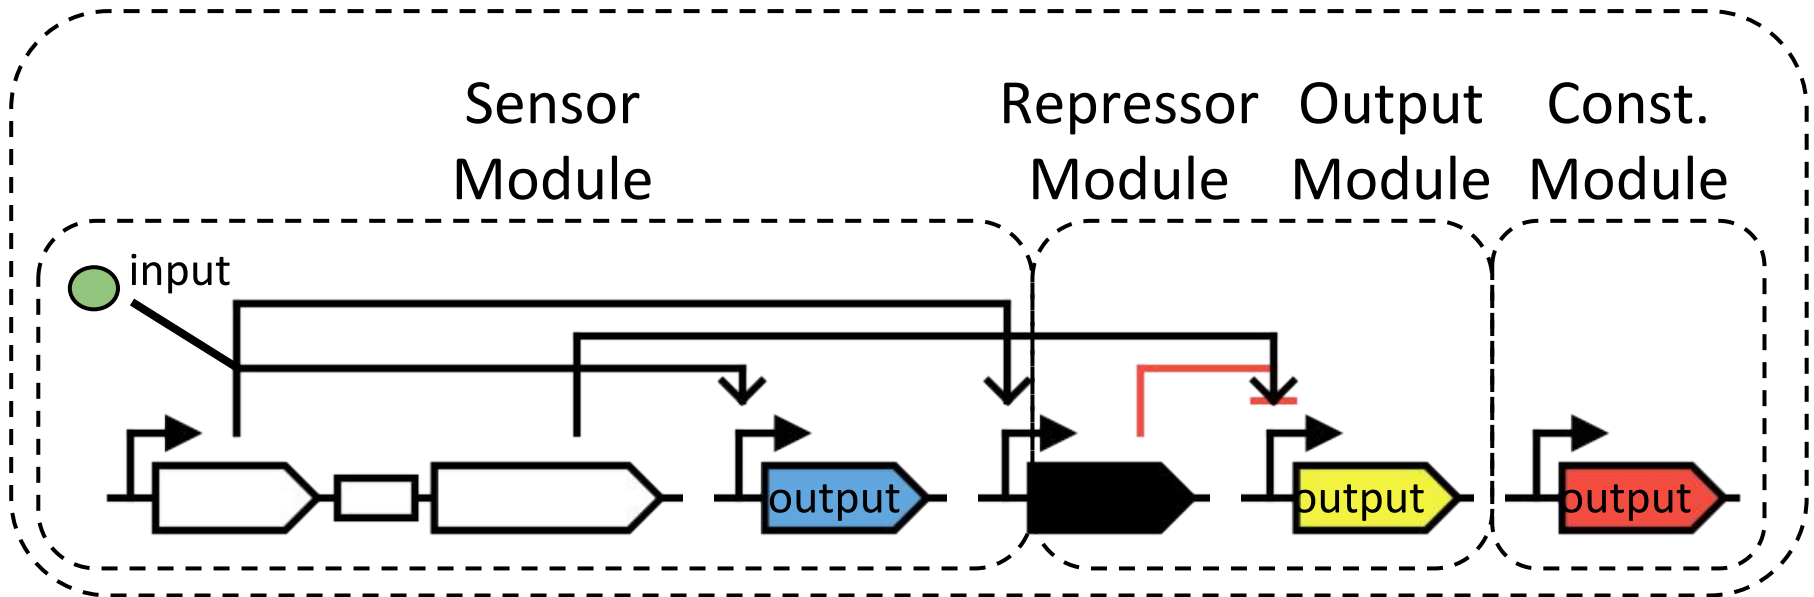 Sensor
Module
Repressor
Module
Output
Module
Const.
Module
input
output
output
output